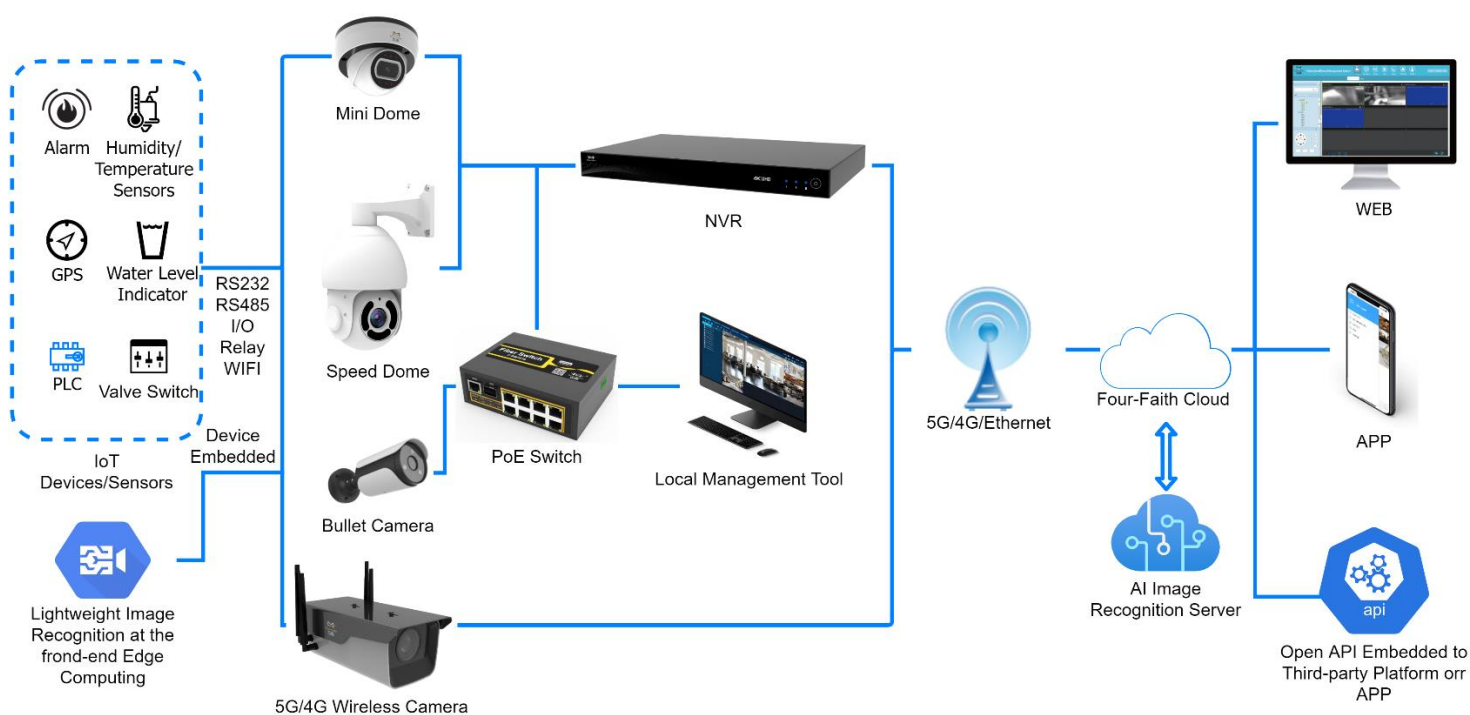 Alarm
Humidity/
Temperature
Sensors
GPS
Water Level
Indicator
PLC
Valve Switch
IoT
Devices/Sensors
RS232
RS485
I/O
Relay
WIFI
Device
Embedded
Lightweight Image
Recognition at the
frond-end Edge
Computing
Mini Dome
Speed Dome
Bullet Camera
5G/4G Wireless Camera
NVR
Fiber Switch
PoE Switch
Local Management Tool
5G/4G/Ethernet
Four-Faith Cloud
AI Image
Recognition Server
WEB
APP
api
Open API Embedded to
Third-party Platform orr
APP